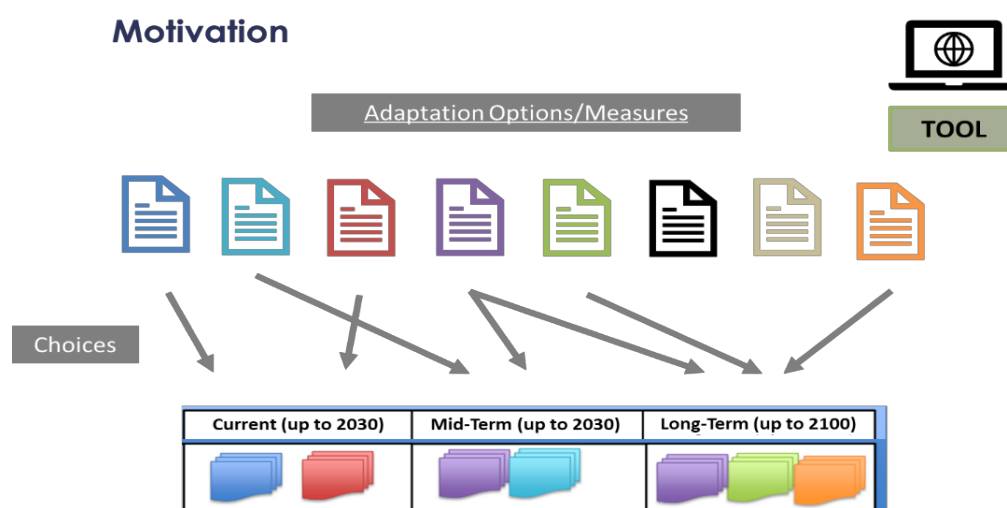 Motivation
Adaptation Options/Measures
TOOL
Choices
Current (up to 2030)
Mid-Term (up to 2030)
Long-Term (up to 2100)